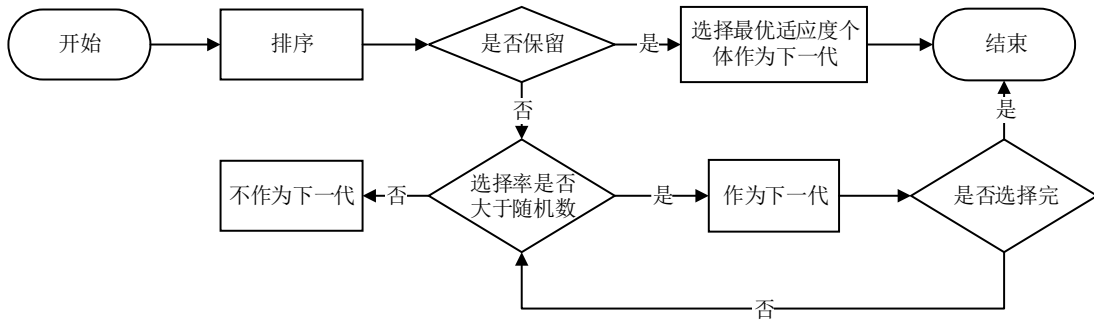 开始
排序
是否保留
是
选择最优适应度个
体作为下一代
结束
否
是
不作为下一代
否
选择率是否
大于随机数
是
作为下一代
是否选择完
否